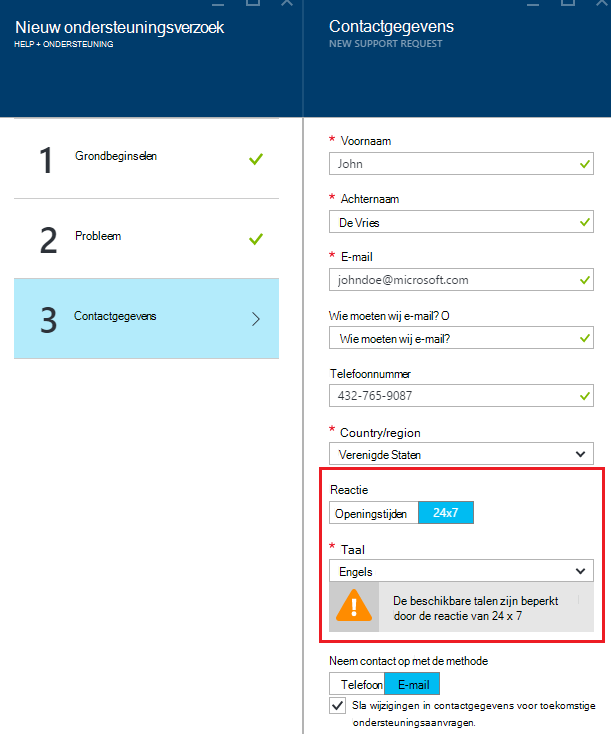 Nieuw ondersteuningsverzoek
HELP + ONDERSTEUNING
1
Grondbeginselen
2
Probleem
3
Contactgegevens
Contactgegevens
NEW SUPPORT REQUEST
* Voornaam
John
* Achternaam
De Vries
* E-mail
johndoe@microsoft.com
Wie moeten wij e-mail? O
Wie moeten wij e-mail?
Telefoonnummer
432-765-9087
* Country/region
Verenigde Staten
Reactie
Openingstijden 24x7
* Taal
Engels
De beschikbare talen zijn beperkt
door de reactie van 24 x 7
Neem contact op met de methode
Telefoon E-mail
Sla wijzigingen in contactgegevens voor toekomstige
ondersteuningsaanvragen.